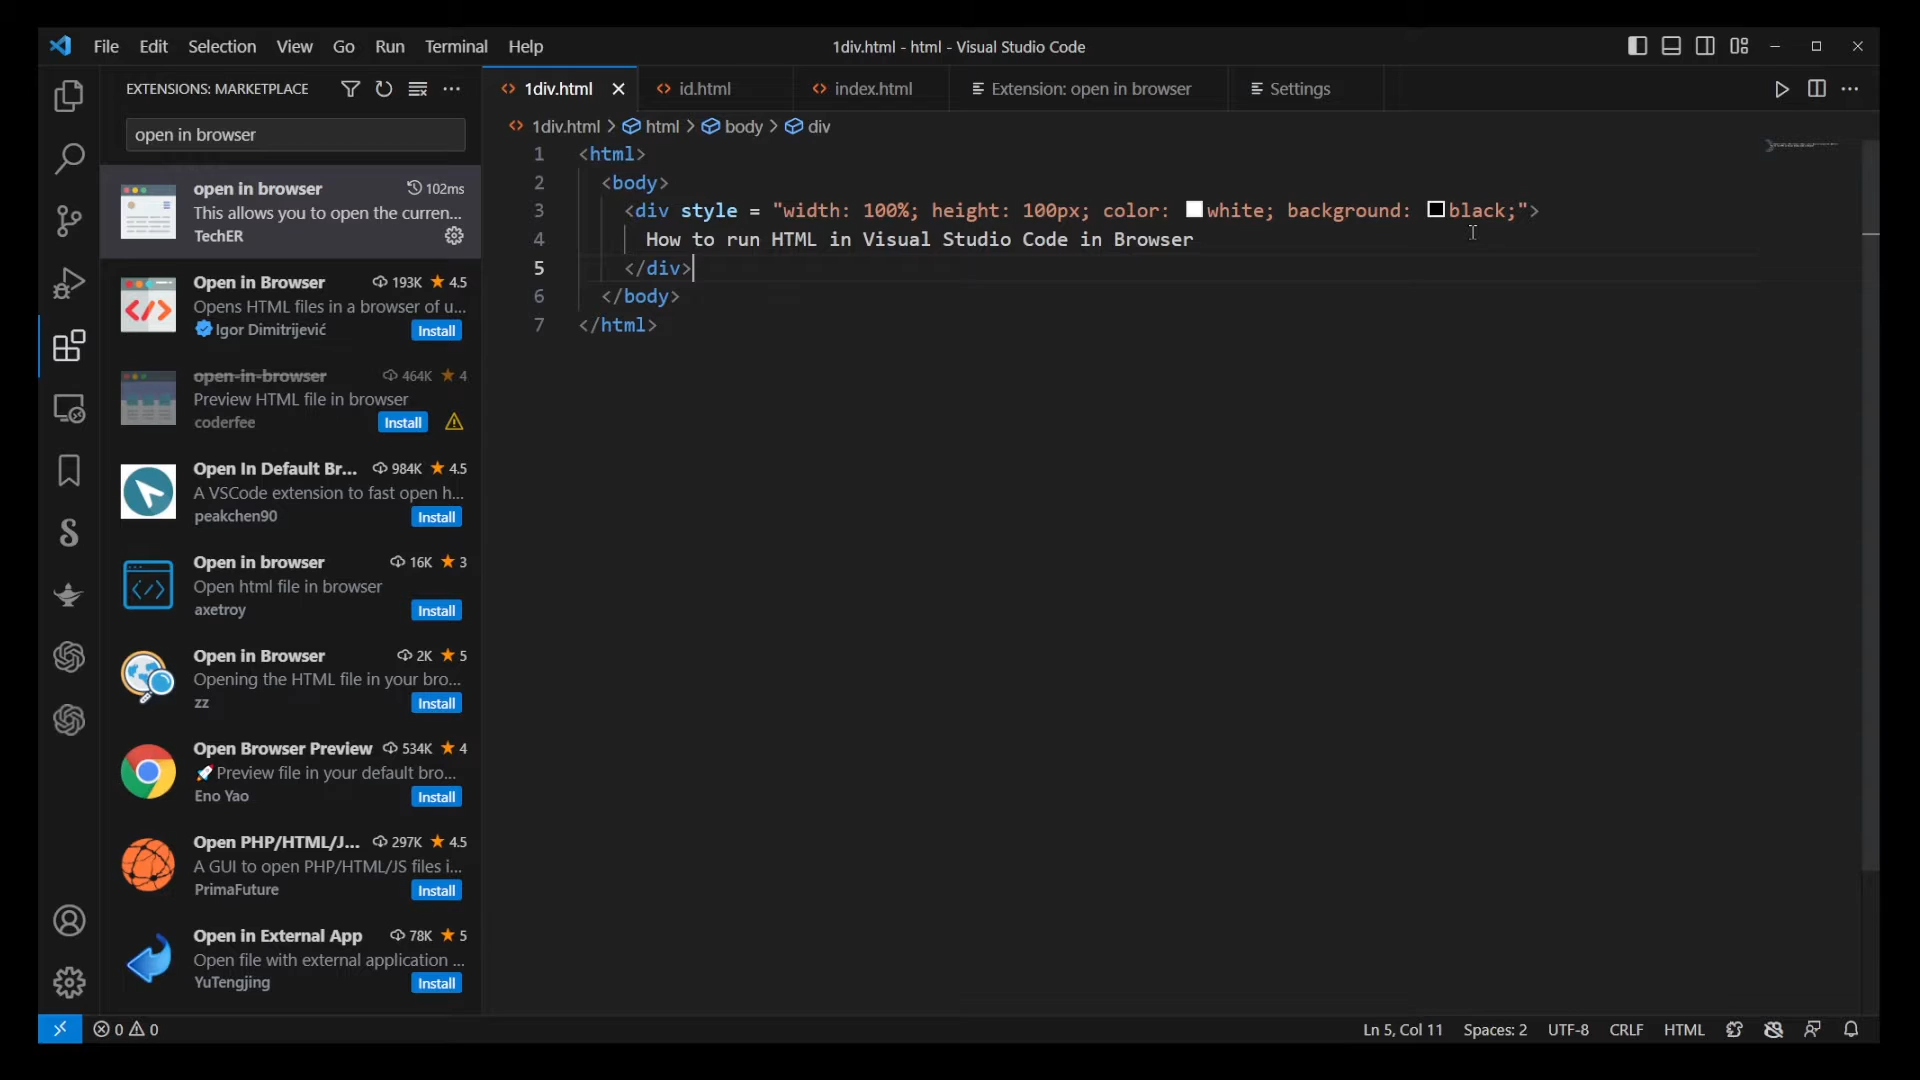 File Edit Selection View Go Run Terminal Help
1div.html - html - Visual Studio Code
EXTENSIONS: MARKETPLACE
open in browser
open in browser 102ms
This allows you to open the curren...
TechER
Open in Browser 193K 4.5
Opens HTML files in a browser of u...
Igor Dimitrijević Install
open-in-browser 464K 4
Preview HTML file in browser
coderfee Install
Open In Default Br... 984K 4.5
A VSCode extension to fast open h...
peakchen90 Install
Open in browser 16K 3
Open html file in browser
axetroy Install
Open in Browser 2K 5
Opening the HTML file in your bro...
zz Install
Open Browser Preview 534K 4
🚀Preview file in your default bro...
Eno Yao Install
Open PHP/HTML/J... 297K 4.5
A GUI to open PHP/HTML/JS files i...
PrimaFuture Install
Open in External App 78K 5
Open file with external application ...
YuTengjing Install
1div.html id.html index.html Extension: open in browser Settings
1div.html > html > body > div
1 <html>
2 <body>
3 <div style = "width: 100%; height: 100px; color: white; background: black;">
4 How to run HTML in Visual Studio Code in Browser
5 </div>
6 </body>
7 </html>
0 0 Ln 5, Col 11 Spaces: 2 UTF-8 CRLF HTML